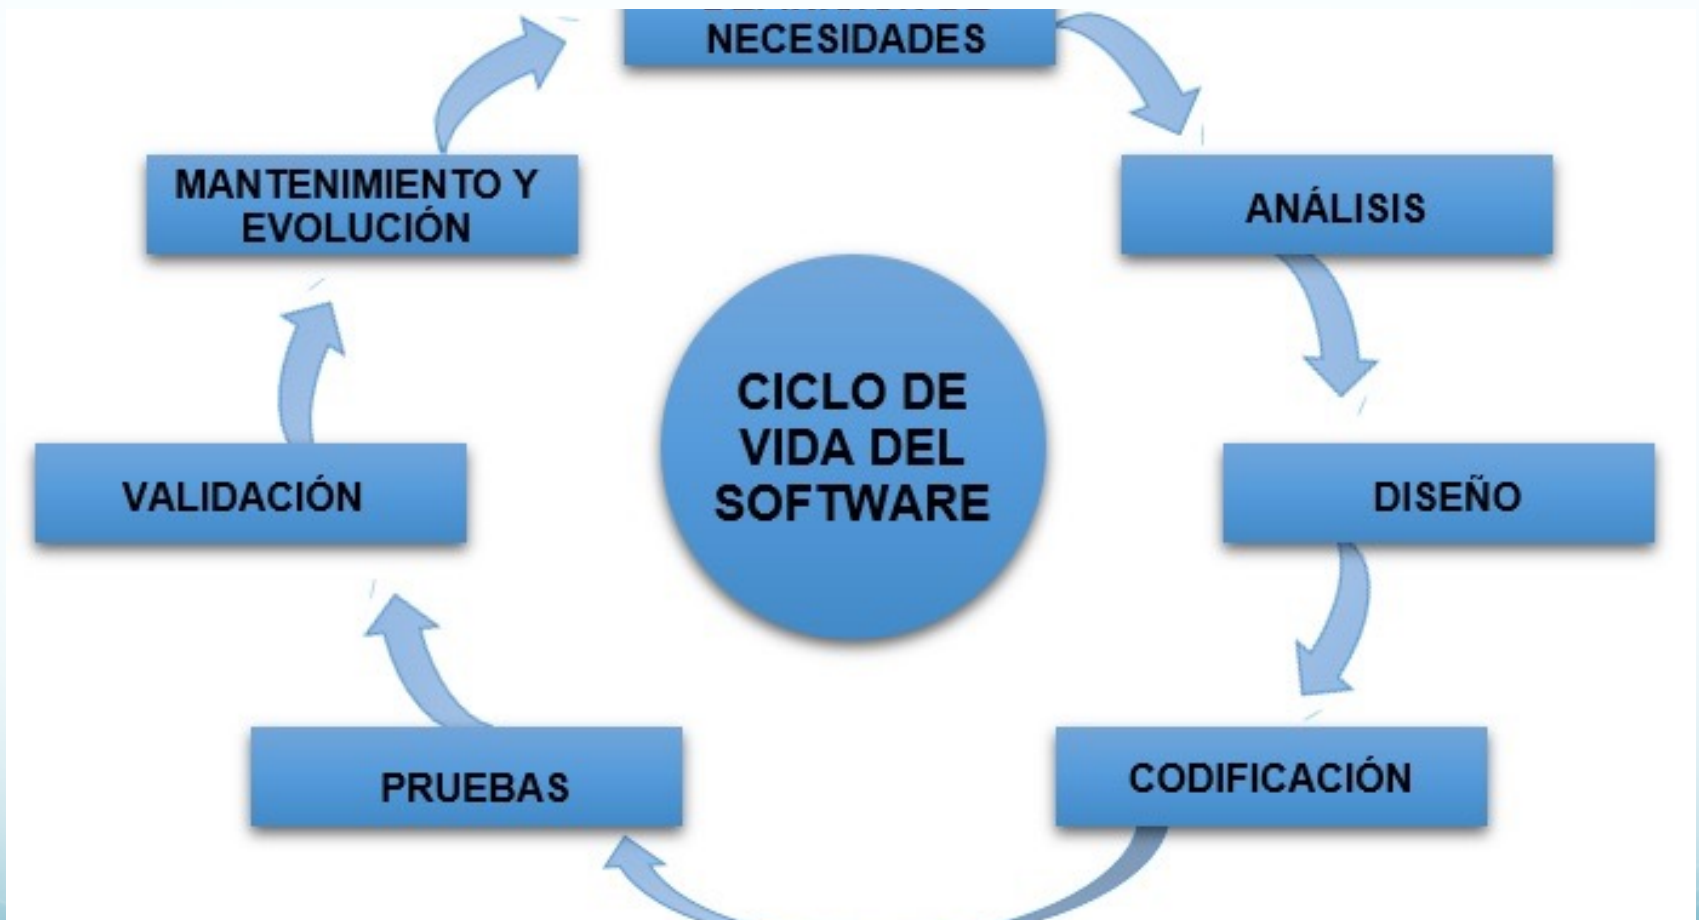 NECESIDADES
ANÁLISIS
DISEÑO
CODIFICACIÓN
PRUEBAS
VALIDACIÓN
MANTENIMIENTO Y
EVOLUCIÓN
CICLO DE
VIDA DEL
SOFTWARE